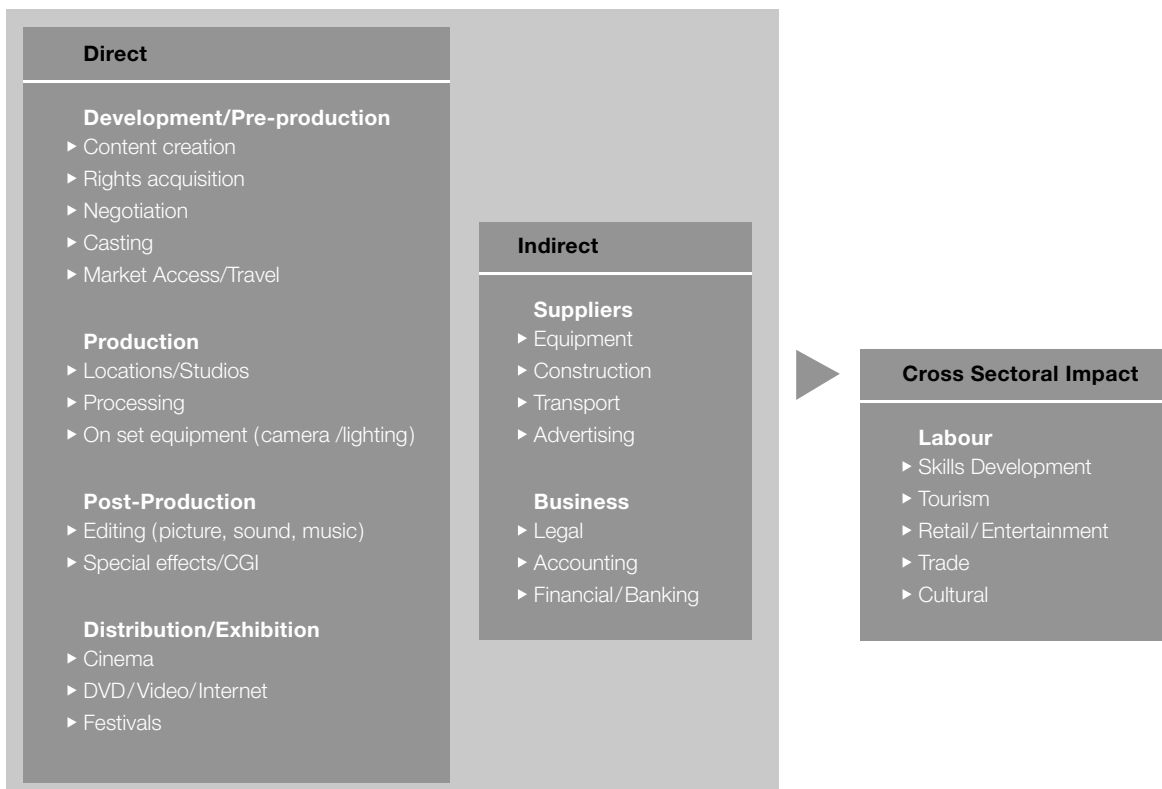 Direct
Development/Pre-production
Content creation
Rights acquisition
Negotiation
Casting
Market Access/Travel
Production
Locations/Studios
Processing
On set equipment (camera /lighting)
Post-Production
Editing (picture, sound, music)
Special effects/CGI
Distribution/Exhibition
Cinema
DVD/Video/Internet
Festivals
Indirect
Suppliers
Equipment
Construction
Transport
Advertising
Business
Legal
Accounting
Financial/Banking
Cross Sectoral Impact
Labour
Skills Development
Tourism
Retail/Entertainment
Trade
Cultural